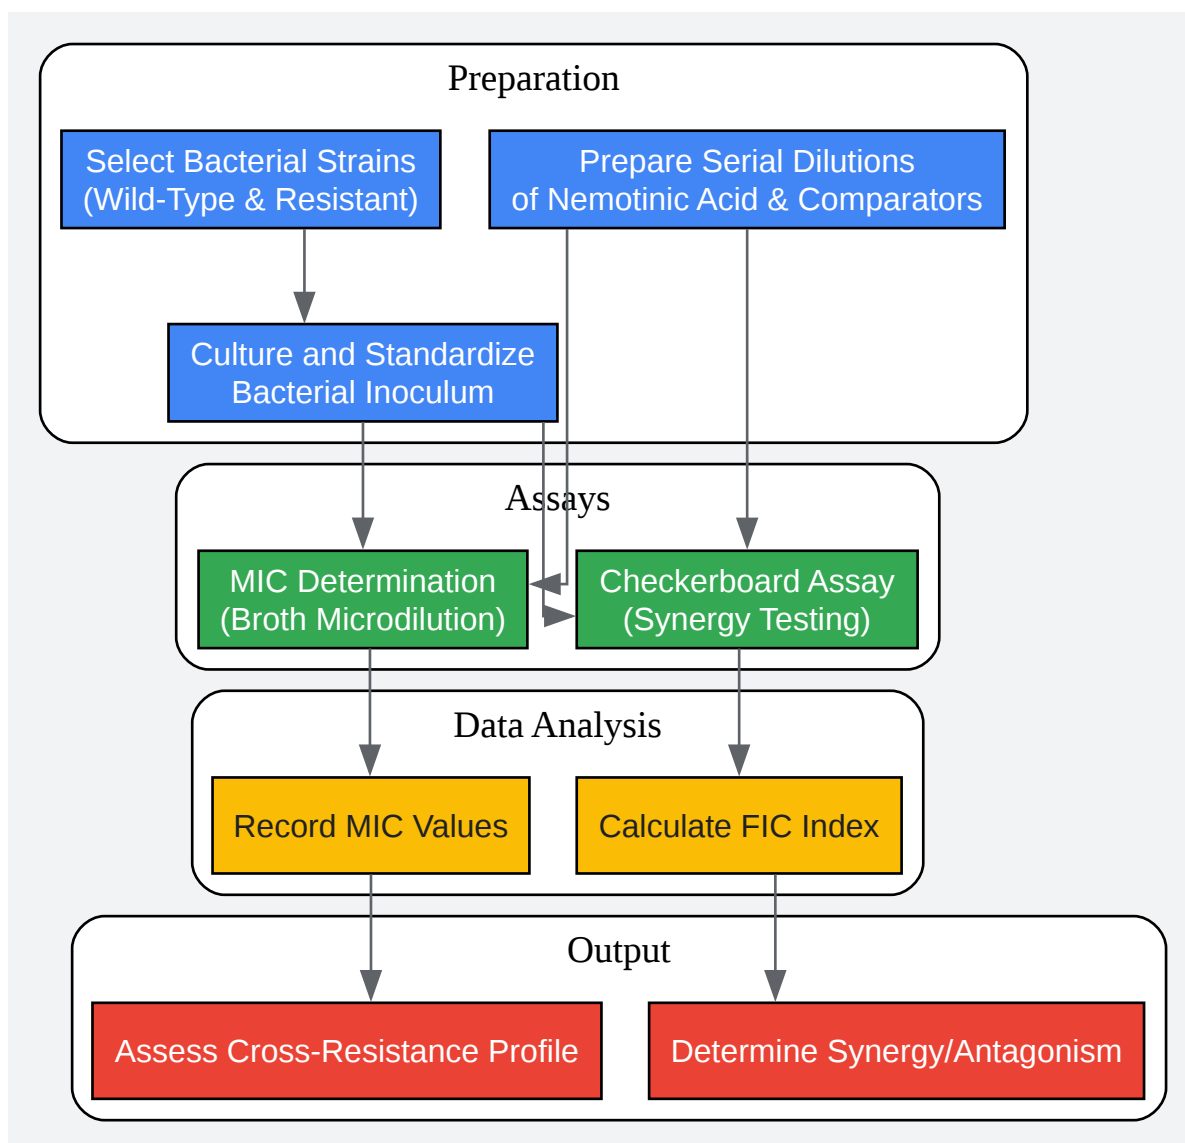 Preparation
Select Bacterial Strains
(Wild-Type & Resistant)
Prepare Serial Dilutions
of Nemotinic Acid & Comparators
Culture and Standardize
Bacterial Inoculum
Assays
MIC Determination
(Broth Microdilution)
Checkerboard Assay
(Synergy Testing)
Data Analysis
Record MIC Values
Calculate FIC Index
Output
Assess Cross-Resistance Profile
Determine Synergy/Antagonism